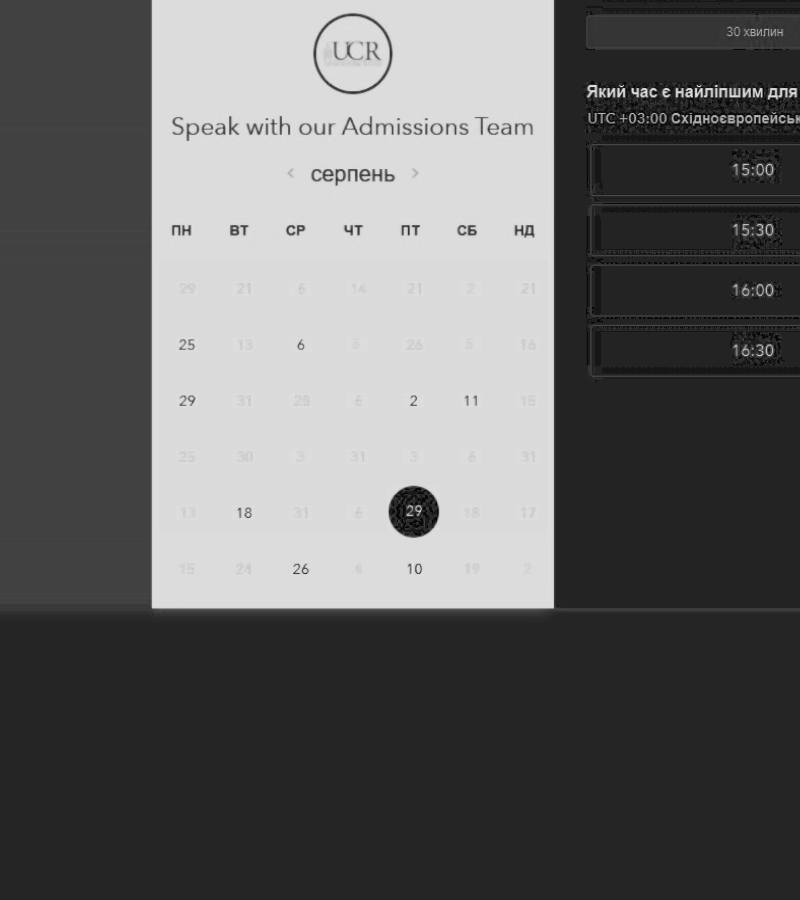 UCR
Speak with our Admissions Team
‹ серпень ›
ПН ВТ СР ЧТ ПТ СБ НД
29 21 6 14 21 2 21
25 13 6 5 26 5 16
29 31 28 6 2 11 15
25 30 3 31 3 6 31
13 18 31 6 29 18 17
15 24 26 10 19 2
30 хвилин
Який час є найліпшим для
UTC +03:00 Східноєвропейськ
15:00
15:30
16:00
16:30